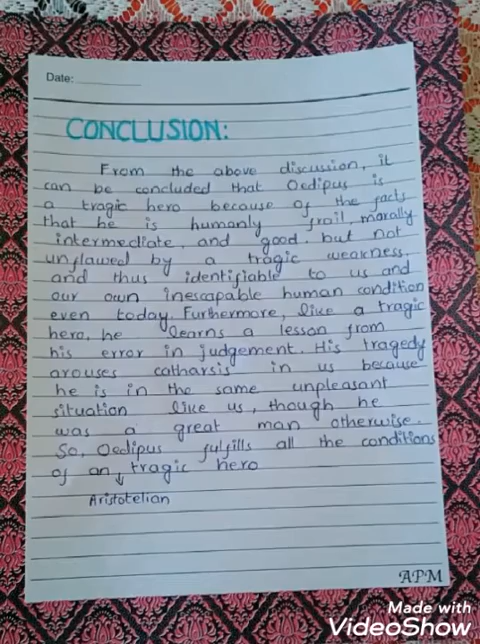 Date: ___________
CONCLUSION:
From the above discussion, it
can be concluded that Oedipus is
a tragic hero because of the facts
that he is humanly frail, morally
intermediate, and good. but not
unflawed by a tragic weakness,
and thus identifiable to us and
our own inescapable human condition
even today. Furthermore, like a tragic
hero, he learns a lesson from
his error in judgement. His tragedy
arouses catharsis in us because
he is in the same unpleasant
situation like us, though he
was a great man otherwise.
So, Oedipus fulfills all the conditions
of an tragic hero
Aristotelian
APM
Made with
VideoShow